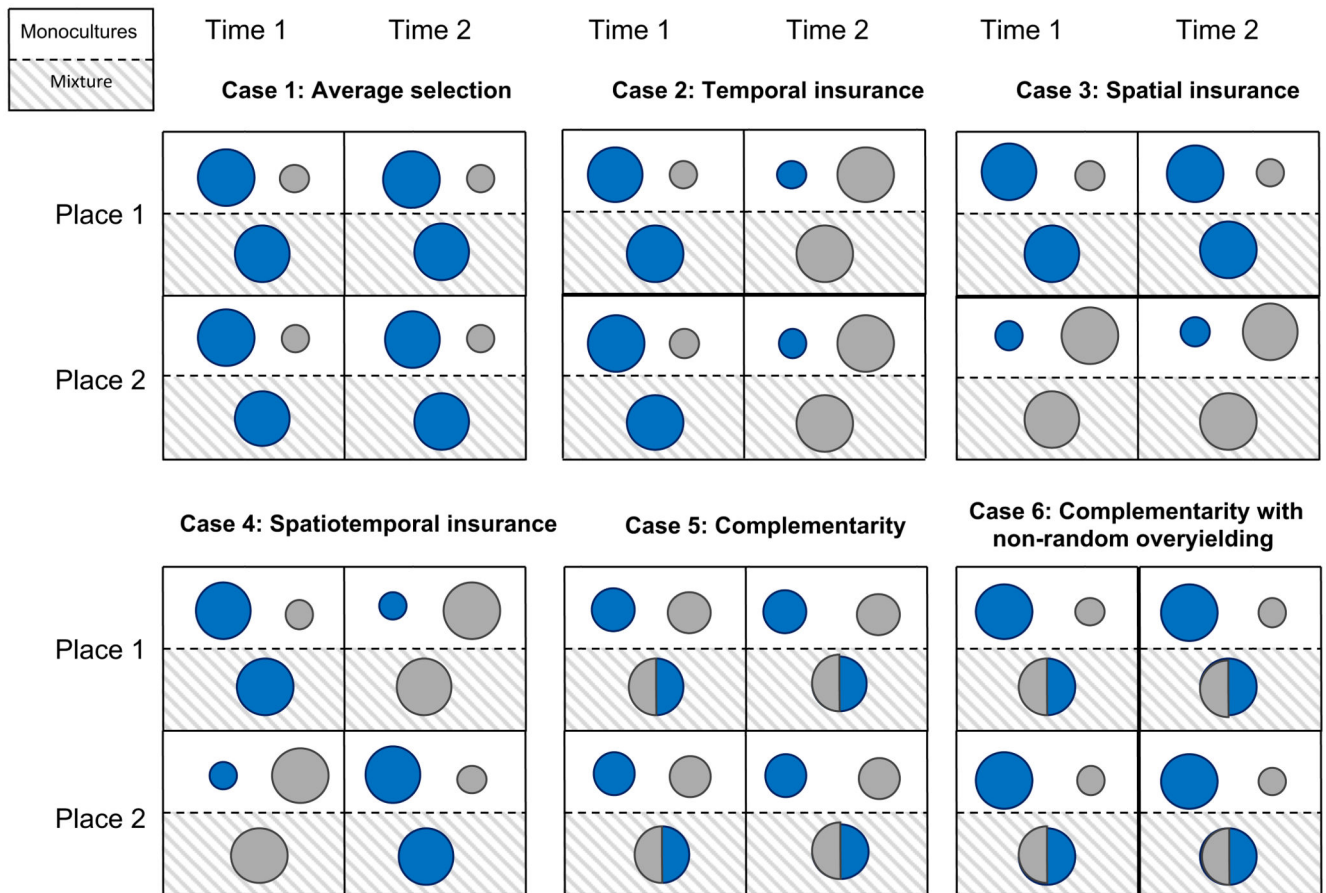 Monocultures
Mixture
Time 1 Time 2 Time 1 Time 2 Time 1 Time 2
Case 1: Average selection Case 2: Temporal insurance Case 3: Spatial insurance
Place 1
Place 2
Case 4: Spatiotemporal insurance Case 5: Complementarity Case 6: Complementarity with
non-random overyielding
Place 1
Place 2